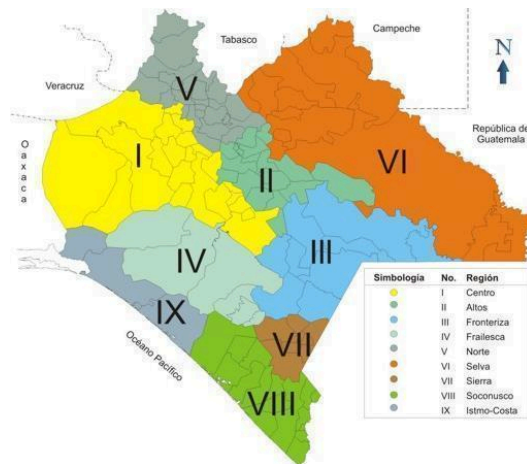 Campeche
Tabasco
N
Veracruz
V
República de
Guatemala
Oaxaca
I
VI
II
III
IV
IX
VII
VIII
Océano Pacífico
Simbología No. Región
I Centro
II Altos
III Fronteriza
IV Frailesca
V Norte
VI Selva
VII Sierra
VIII Soconusco
IX Istmo-Costa